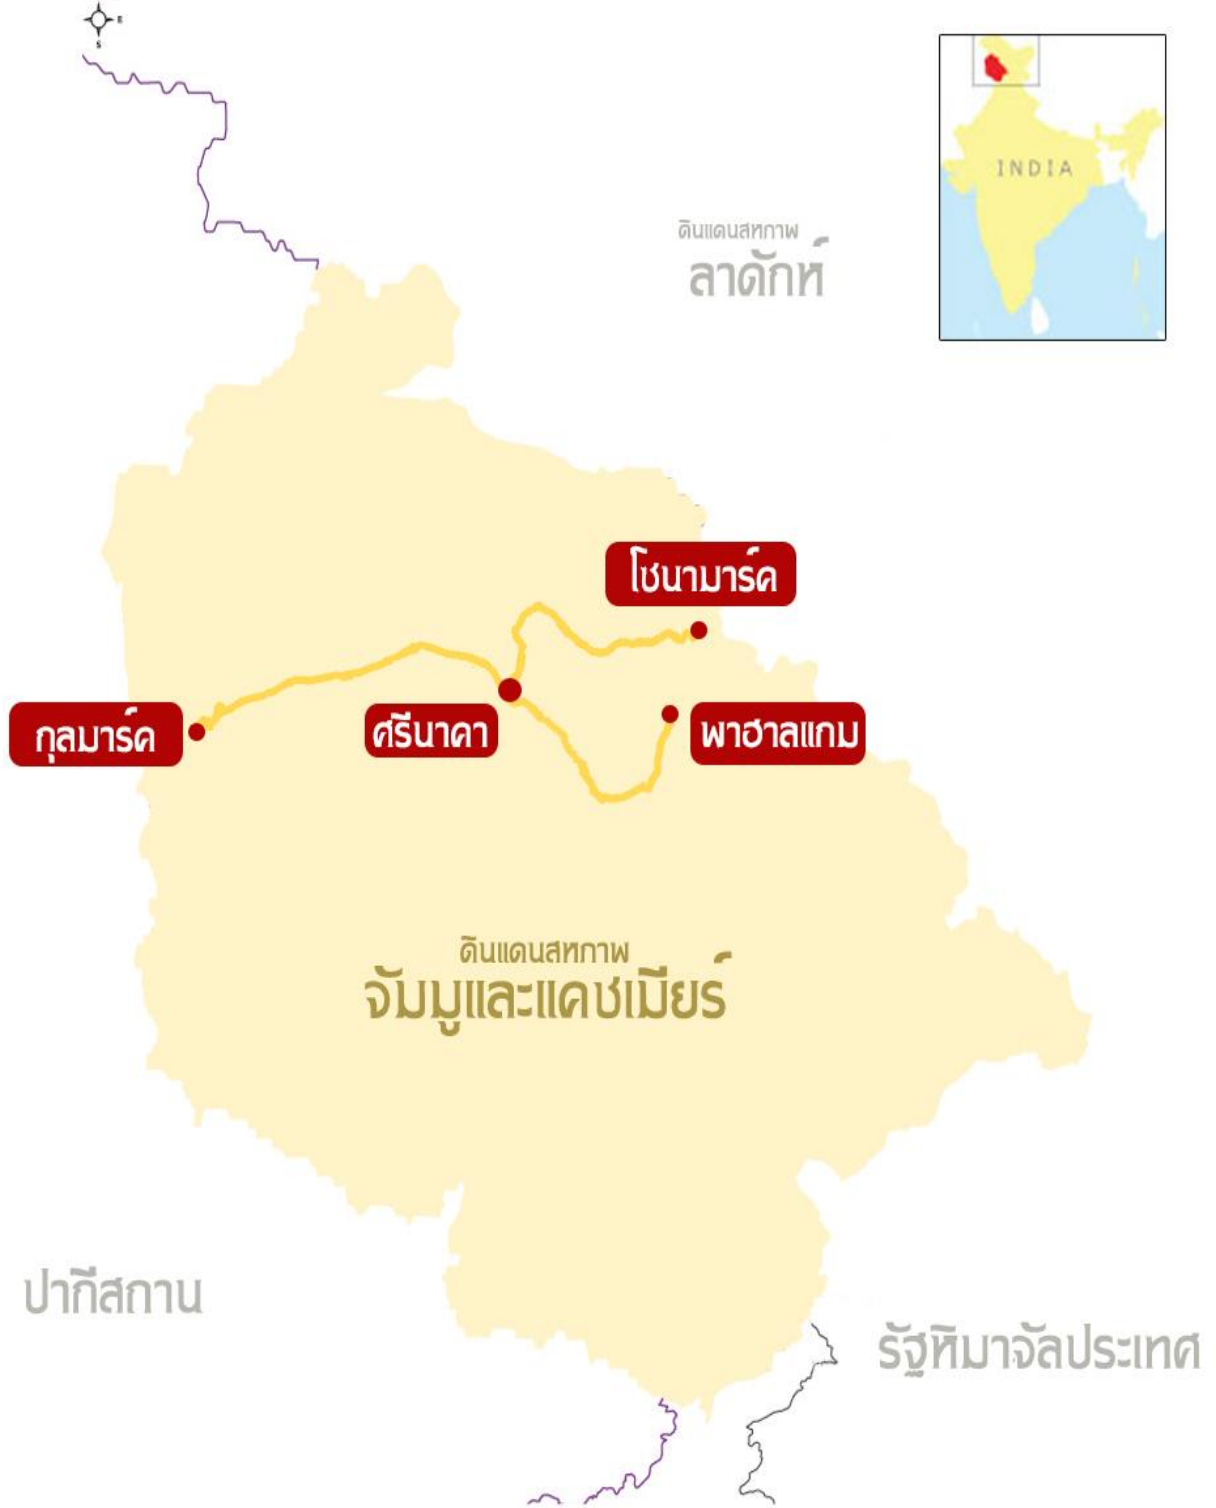 E
S
INDIA
ดินแดนสหภาพ
ลาดักห์
โซนามาร์ค
กุลมาร์ค
ศรีนาคา
พาฮาลแกม
ดินแดนสหภาพ
จัมมูและแคชเมียร์
ปากีสถาน
รัฐหิมาจัลประเทศ